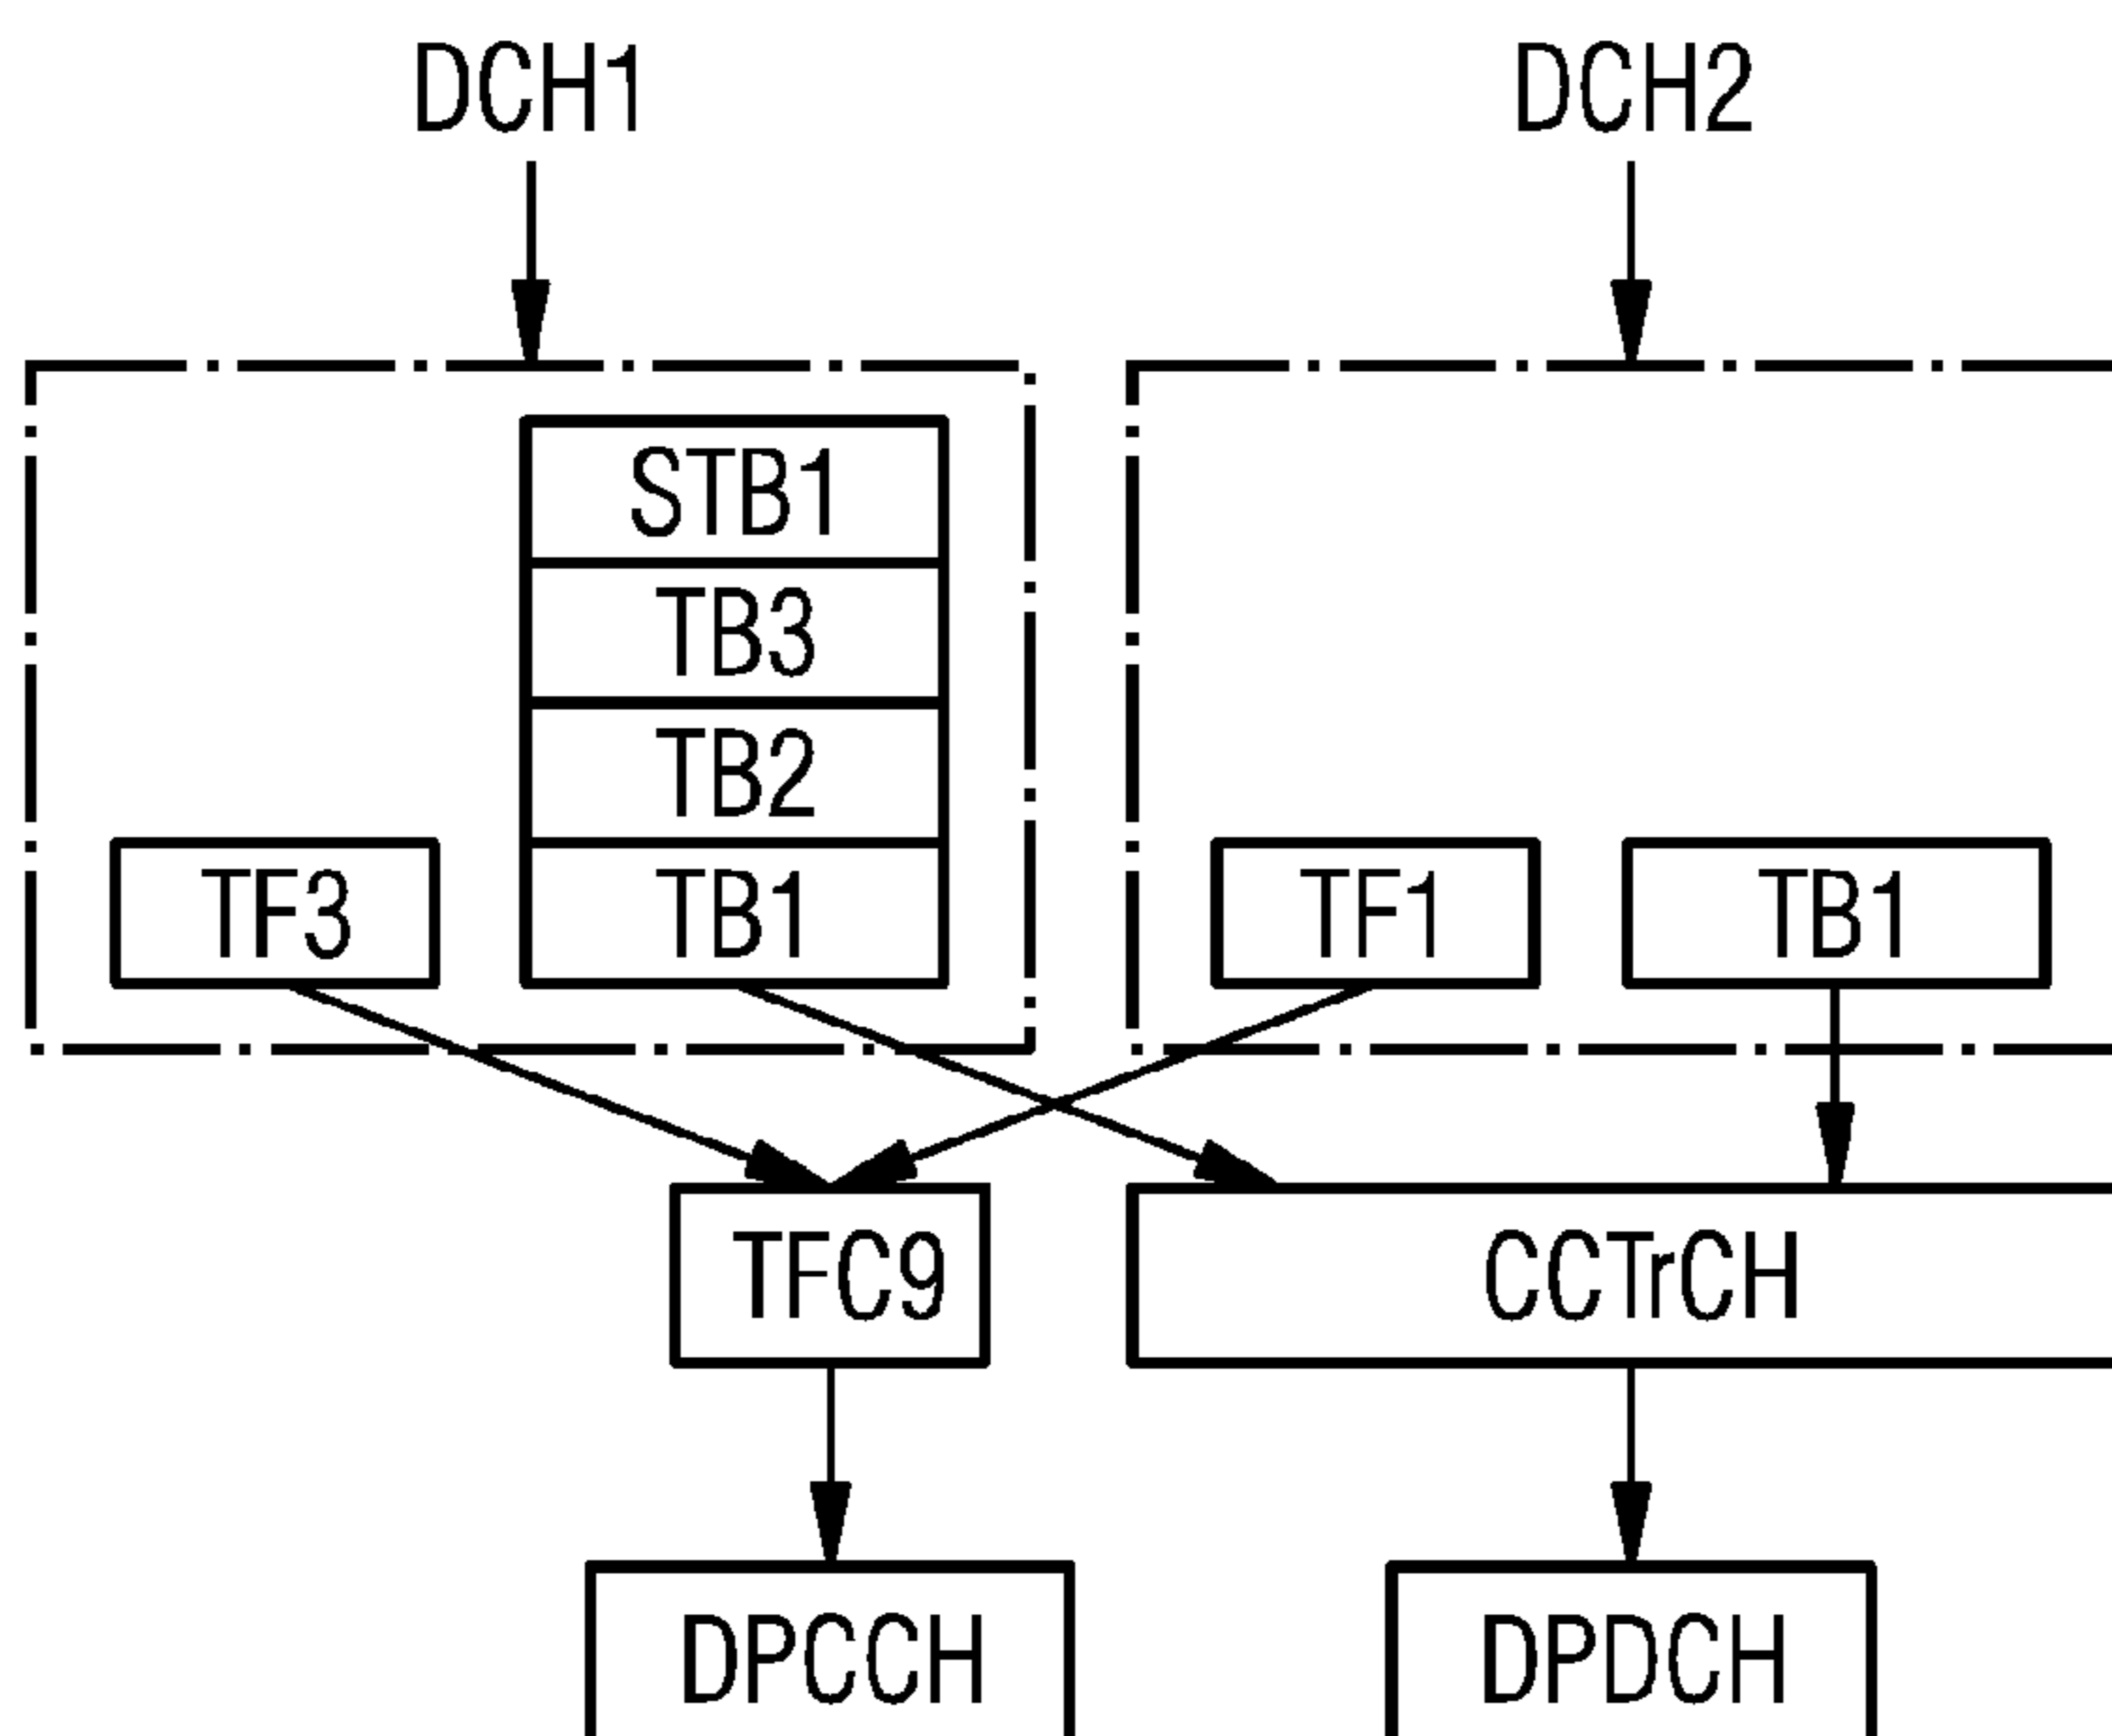 DCH1 DCH2
STB1
TB3
TB2
TF3 TB1 TF1 TB1
TFC9 CCTrCH
DPCCH DPDCH